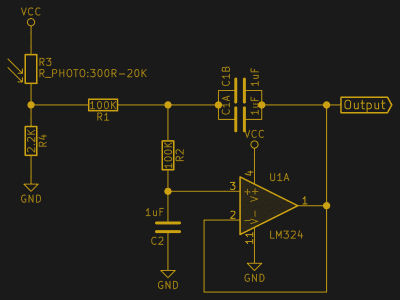 VCC
R3
R_PHOTO:300R-20K
100K
R1
2.2K
R4
GND
100K
R2
C1B
1uF
C1A
1uF
Output
VCC
4
U1A
3
+
V+
1
2
-
V-
11
LM324
1uF
C2
GND
GND